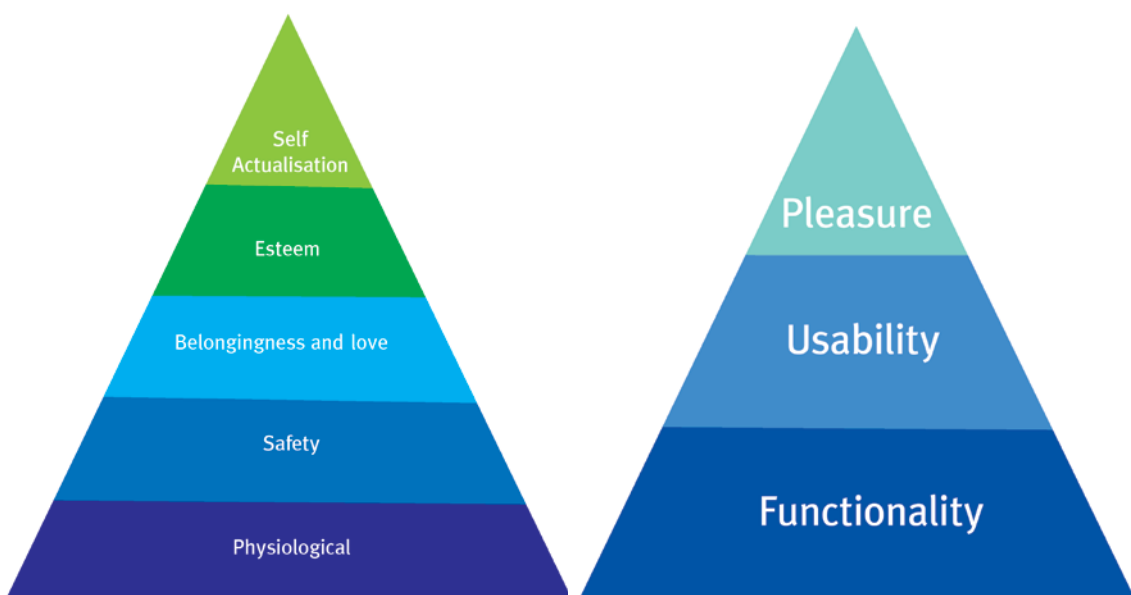 Self
Actualisation
Esteem
Belongingness and love
Safety
Physiological
Pleasure
Usability
Functionality